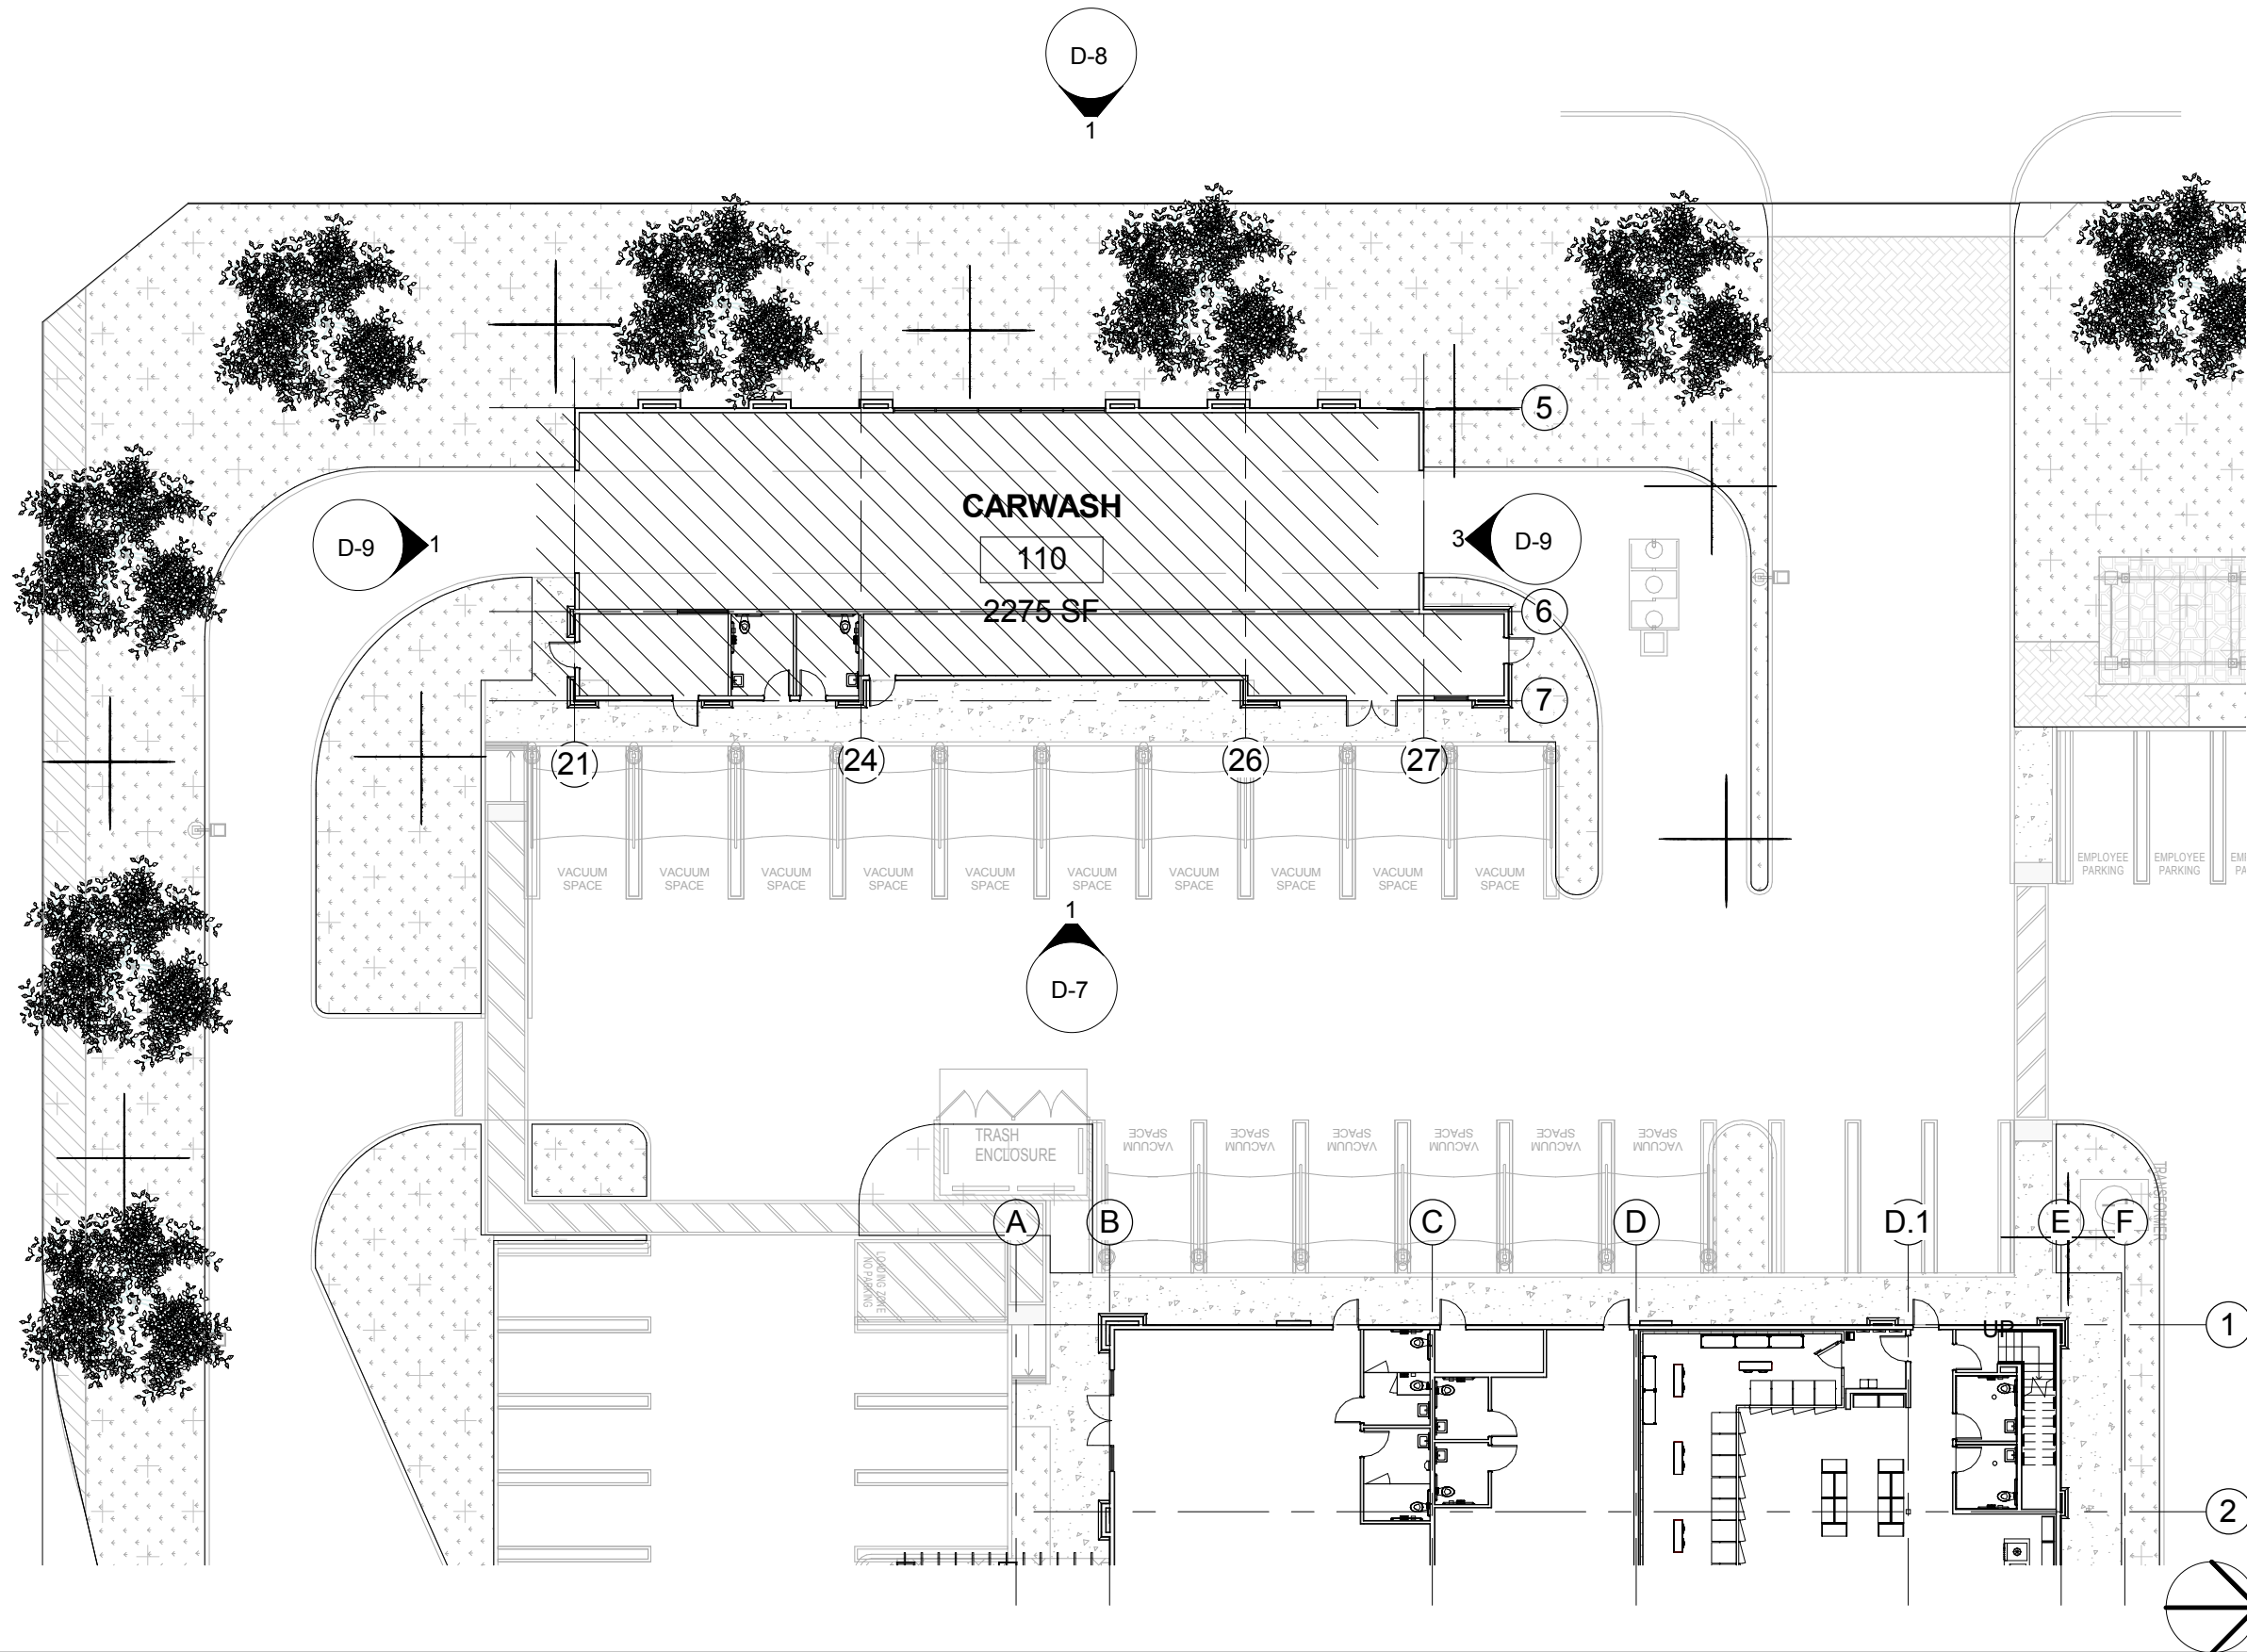 D-8
1
5
CARWASH
D-9
1
3
D-9
110
2275 SF
6
7
21
24
26
27
VACUUM
SPACE
VACUUM
SPACE
VACUUM
SPACE
VACUUM
SPACE
VACUUM
SPACE
VACUUM
SPACE
VACUUM
SPACE
VACUUM
SPACE
VACUUM
SPACE
VACUUM
SPACE
EMPLOYEE
PARKING
EMPLOYEE
PARKING
EM
PA
1
D-7
TRASH
ENCLOSURE
VACUUM
SPACE
VACUUM
SPACE
VACUUM
SPACE
VACUUM
SPACE
VACUUM
SPACE
VACUUM
SPACE
TRANSFORMER
A
B
C
D
D.1
E
F
LOADING ZONE
NO PARKING
UP
1
2